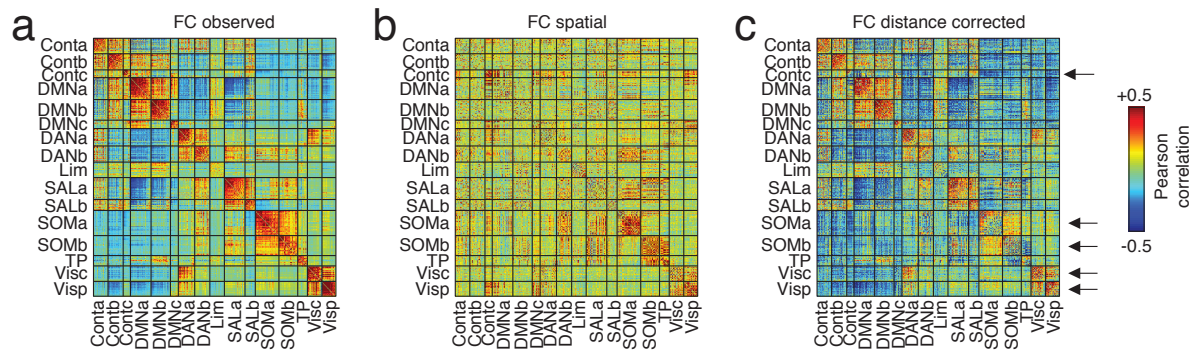 a
FC observed
Conta
Contb
Contc
DMNa
DMNb
DMNc
DANa
DANb
Lim
SALa
SALb
SOMa
SOMb
TP
Visc
Visp
Conta
Contb
Contc
DMNa
DMNb
DMNc
DANa
DANb
Lim
SALa
SALb
SOMa
SOMb
TP
Visc
Visp
b
FC spatial
Conta
Contb
Contc
DMNa
DMNb
DMNc
DANa
DANb
Lim
SALa
SALb
SOMa
SOMb
TP
Visc
Visp
Conta
Contb
Contc
DMNa
DMNb
DMNc
DANa
DANb
Lim
SALa
SALb
SOMa
SOMb
TP
Visc
Visp
c
FC distance corrected
Conta
Contb
Contc
DMNa
DMNb
DMNc
DANa
DANb
Lim
SALa
SALb
SOMa
SOMb
TP
Visc
Visp
Conta
Contb
Contc
DMNa
DMNb
DMNc
DANa
DANb
Lim
SALa
SALb
SOMa
SOMb
TP
Visc
Visp
+0.5
-0.5
Pearson
correlation